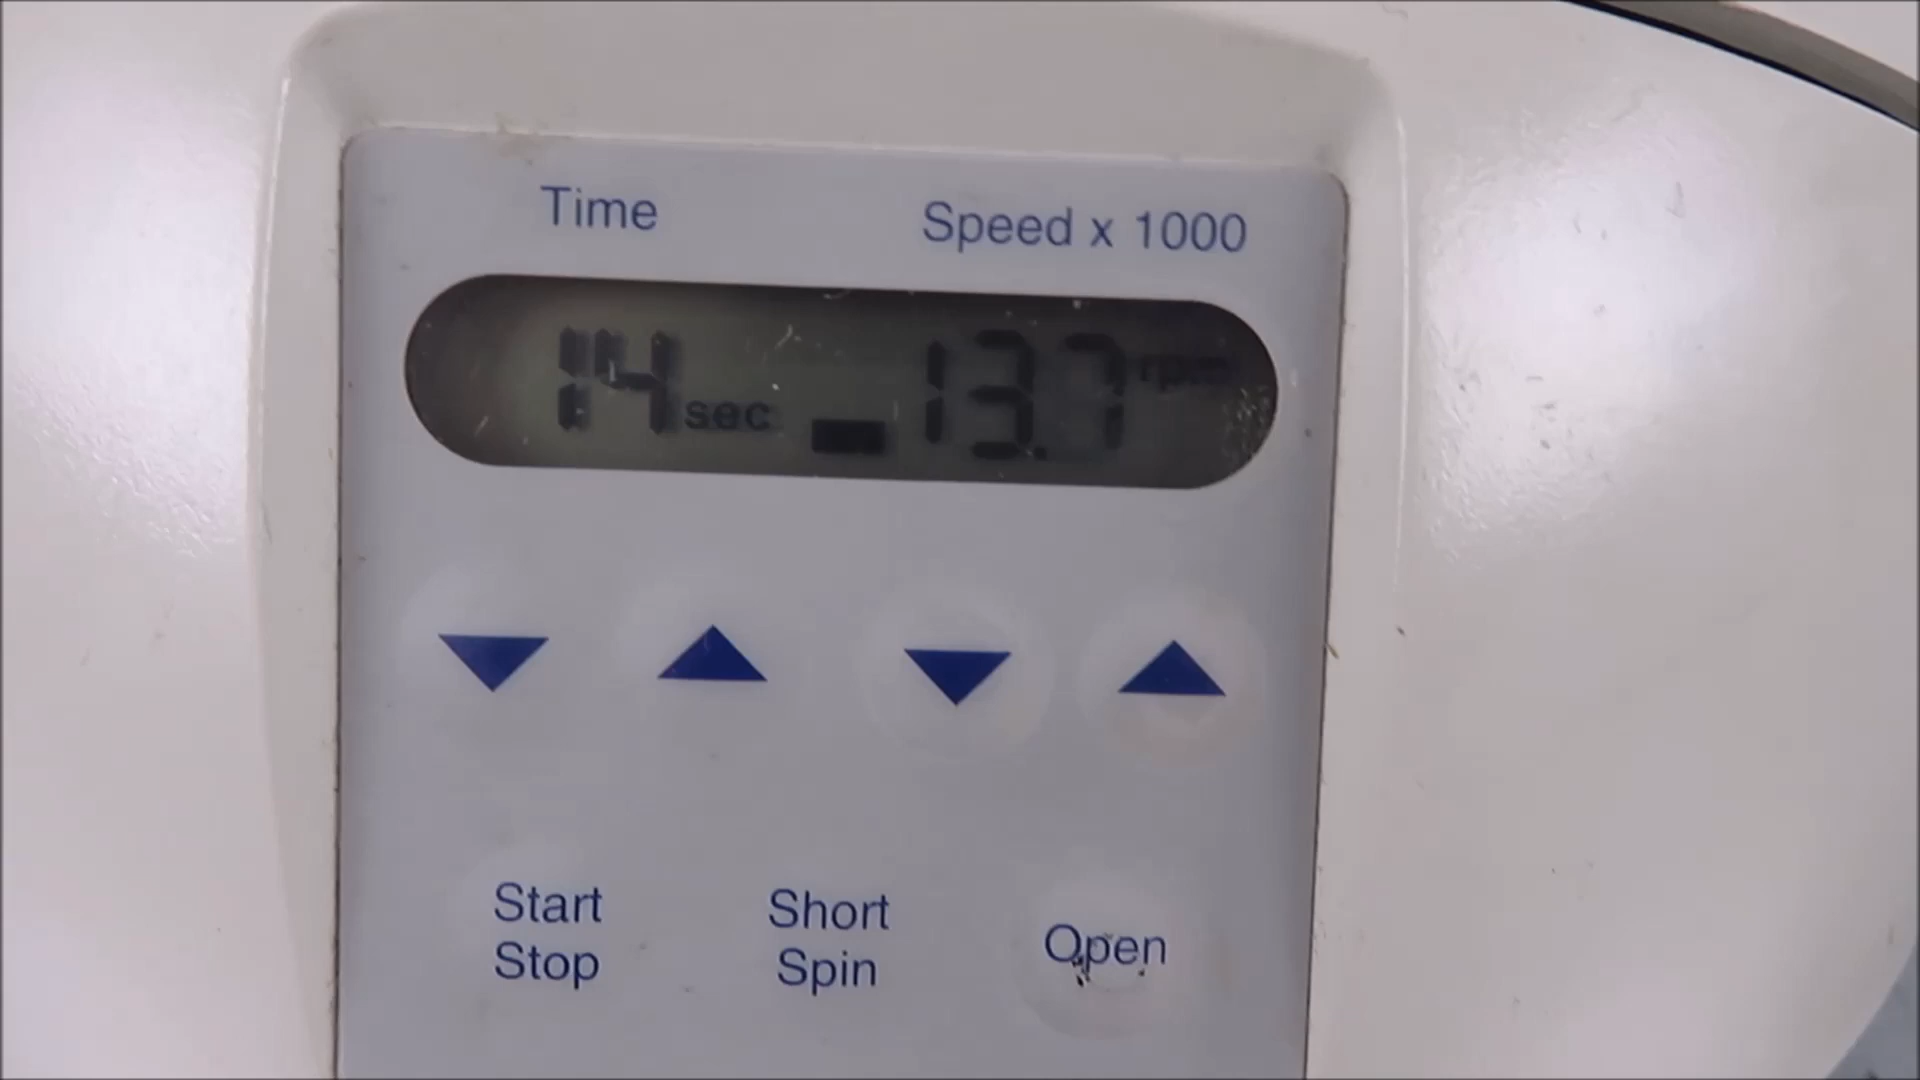 Time Speed x 1000
14 sec 13.7 rpm
Start Short Open
Stop Spin